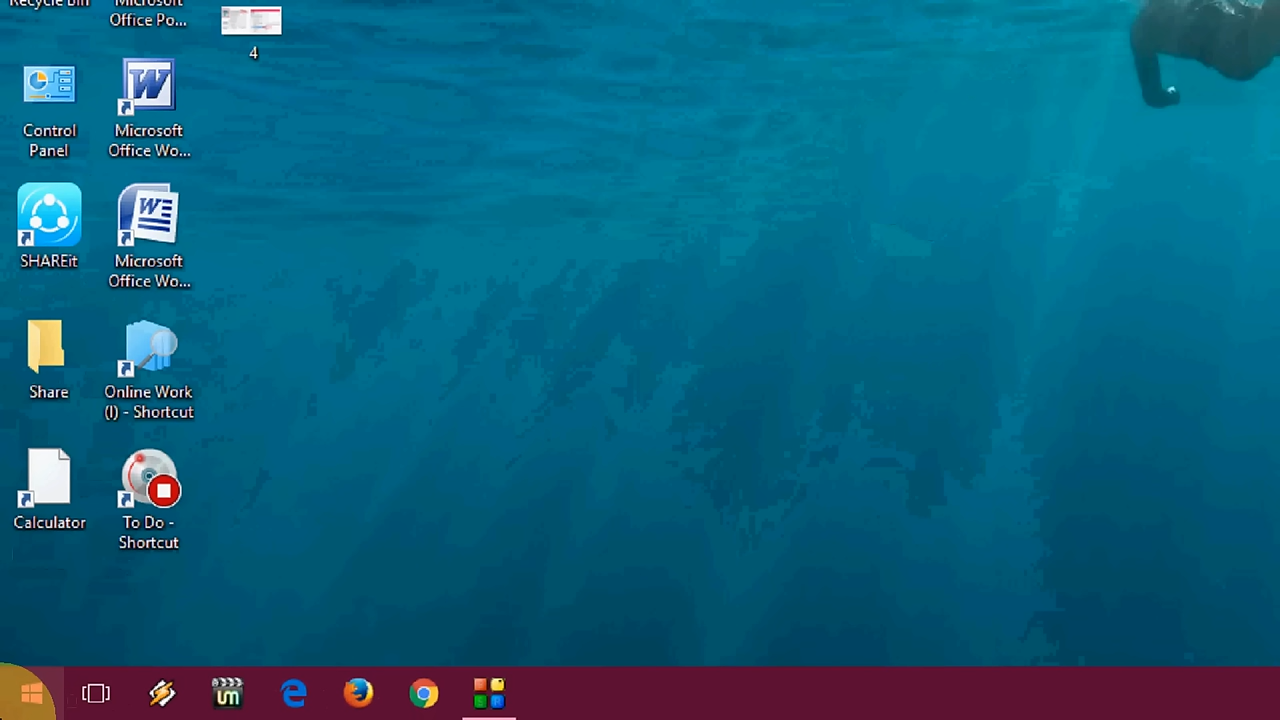 Recycle Bin
Microsoft
Office Po...
4
Control
Panel
Microsoft
Office Wo...
SHAREit
Microsoft
Office Wo...
Share
Online Work
(I) - Shortcut
Calculator
To Do -
Shortcut
UM